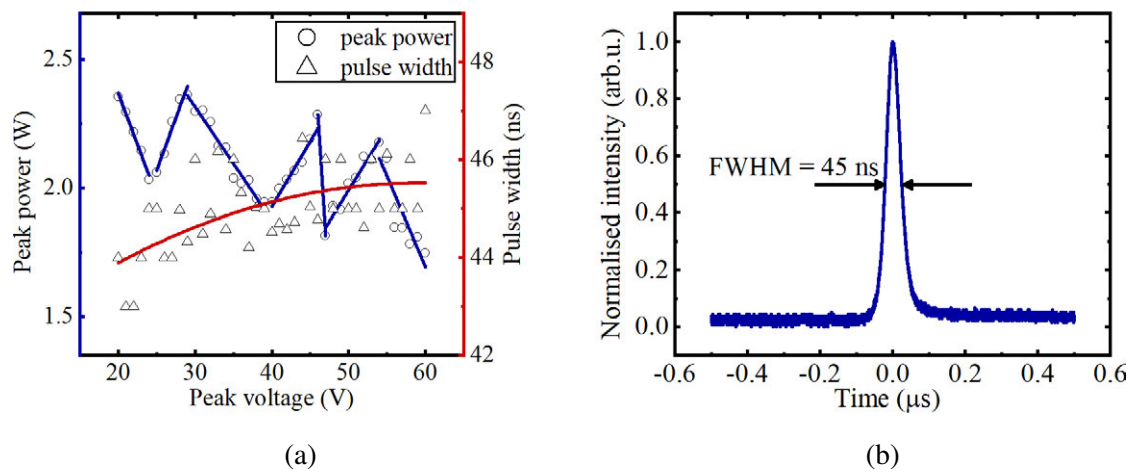 peak power
pulse width
2.5
2.0
1.5
Peak power (W)
48
46
44
42
Pulse width (ns)
20 30 40 50 60
Peak voltage (V)
(a)
1.0
0.8
0.6
0.4
0.2
0.0
Normalised intensity (arb.u.)
FWHM = 45 ns
-0.6 -0.4 -0.2 0.0 0.2 0.4 0.6
Time (μs)
(b)